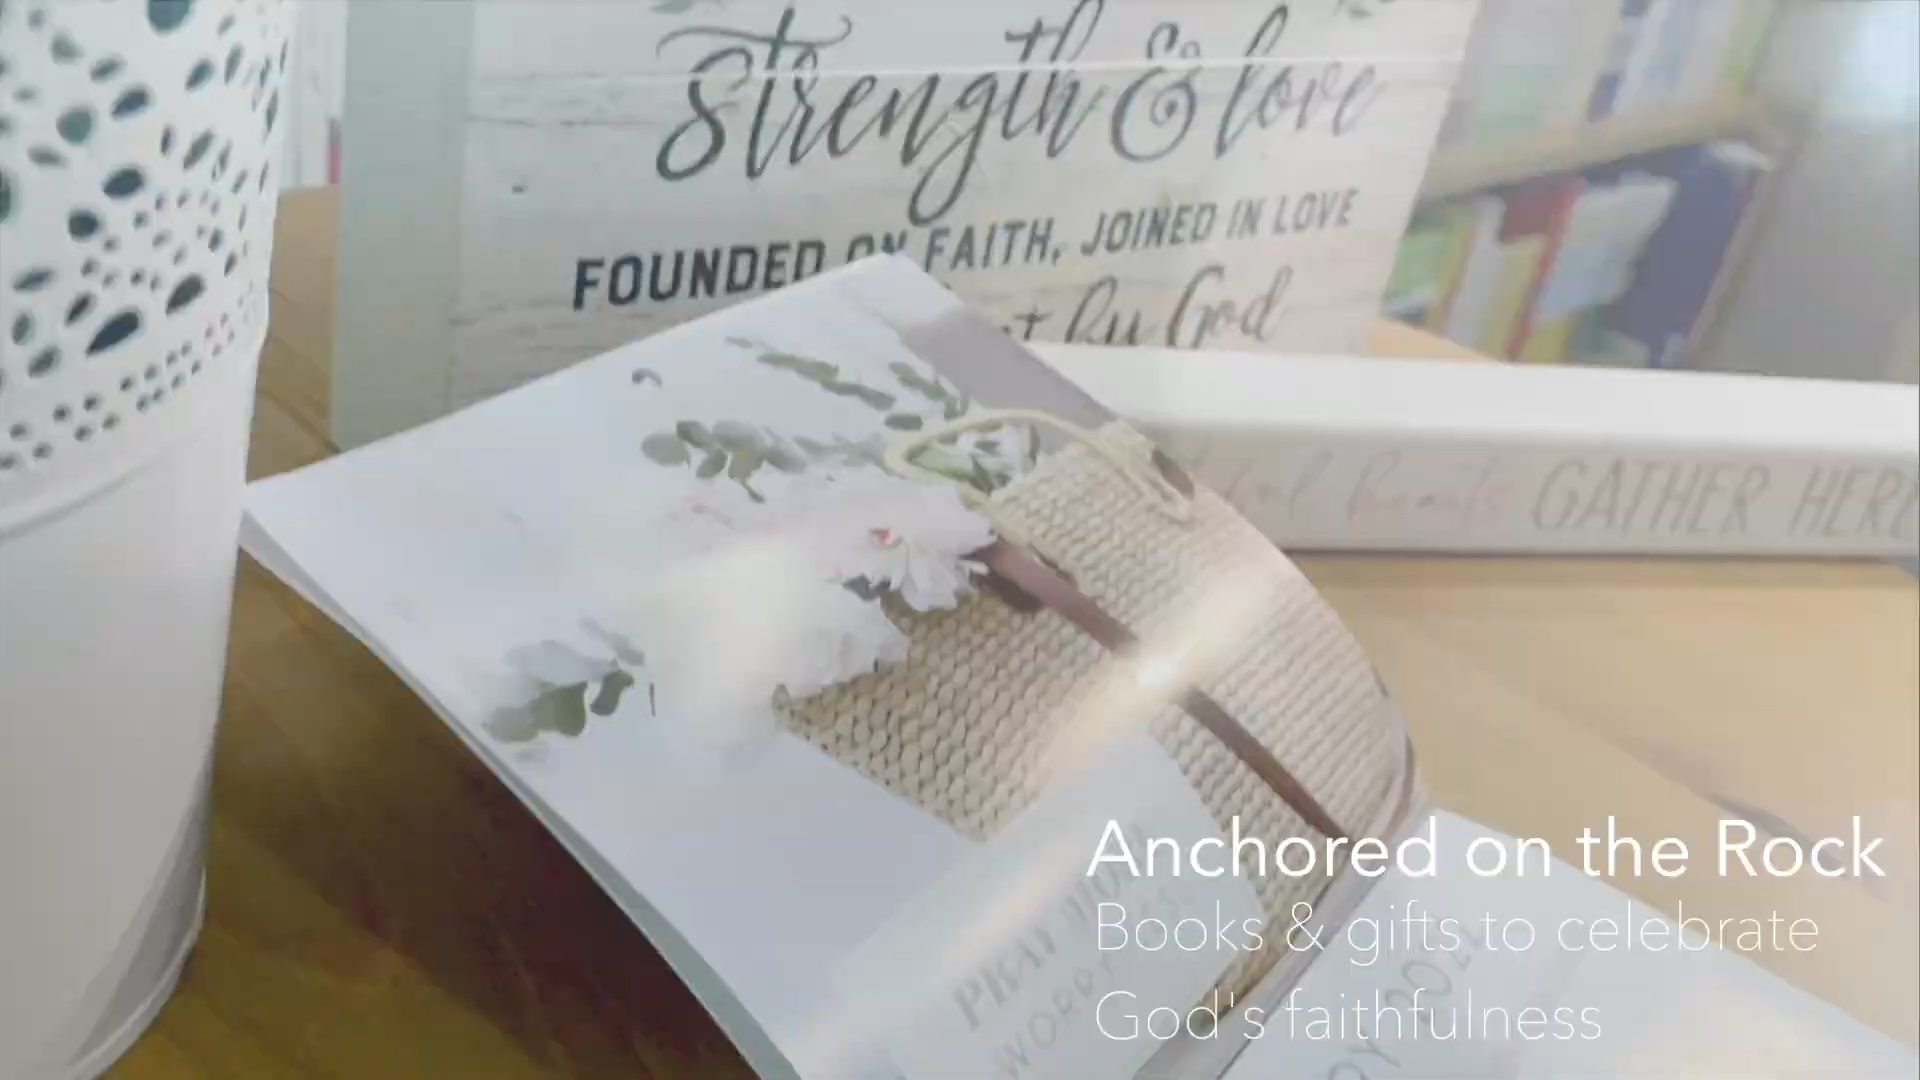 Strength & love
FOUNDED ON FAITH, JOINED IN LOVE
by God
GATHER HERE
Anchored on the Rock
Books & gifts to celebrate
God's faithfulness
PRAY